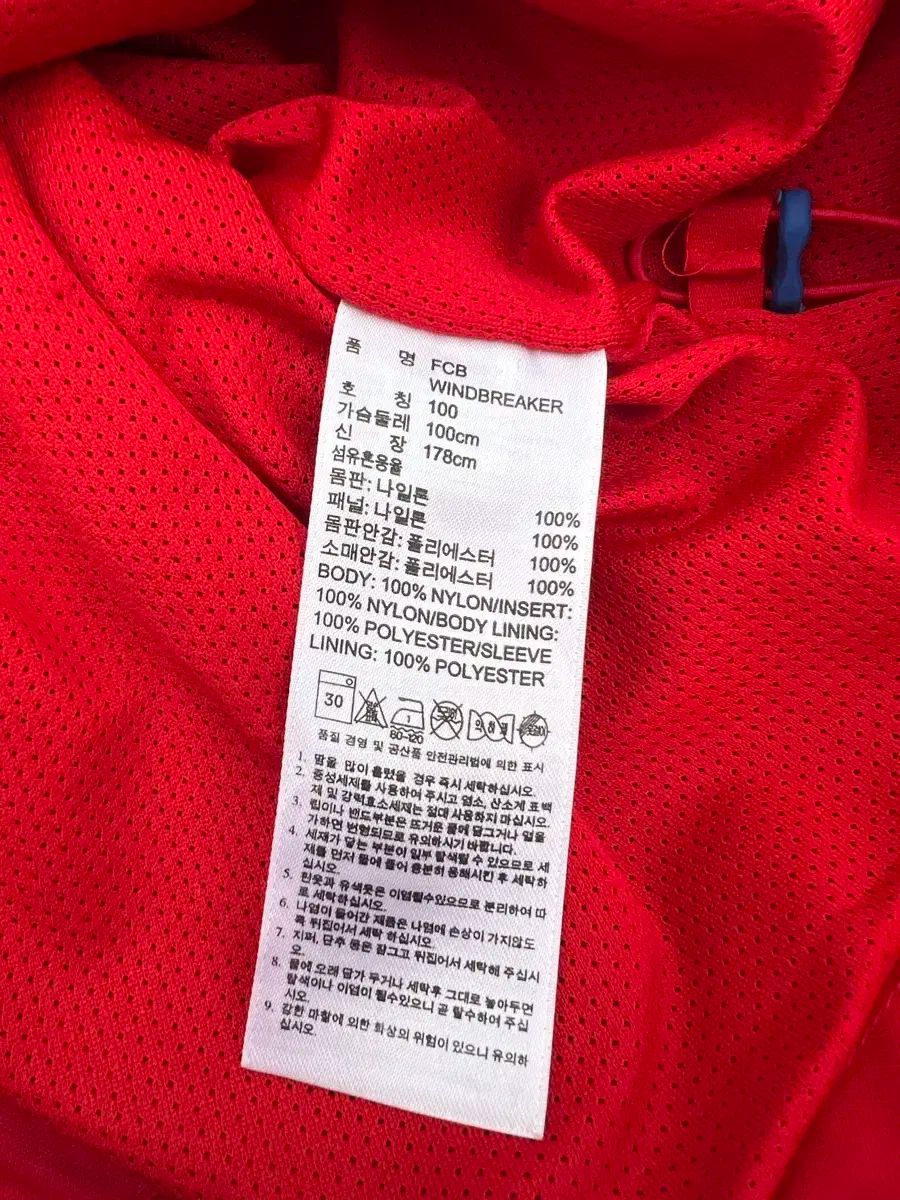 품 명 FCB
WINDBREAKER
호 칭 100
가슴둘레 100cm
신 장 178cm
섬유혼용율
몸판: 나일론 100%
패널: 나일론 100%
몸판안감: 폴리에스터 100%
소매안감: 폴리에스터 100%
BODY: 100% NYLON/INSERT:
100% NYLON/BODY LINING:
100% POLYESTER/SLEEVE
LINING: 100% POLYESTER
30 1 60~120 약하게
품질 경영 및 공산품 안전관리법에 의한 표시
1. 땀을 많이 흘렸을 경우 즉시 세탁하십시오.
2. 중성세제를 사용하여 주시고 염소, 산소계 표백
제 및 강력효소세제는 절대 사용하지 마십시오.
3. 립이나 밴드부분은 뜨거운 물에 담그거나 열을
가하면 변형되므로 유의하시기 바랍니다.
4. 세제가 닿는 부분이 일부 탈색될 수 있으므로 세
제를 먼저 물에 풀어 충분히 용해시킨 후 세탁하
십시오.
5. 흰옷과 유색옷은 이염될수있으므로 분리하여 따
로 세탁하십시오.
6. 나염이 들어간 제품은 나염에 손상이 가지않도
록 뒤집어서 세탁 하십시오.
7. 지퍼, 단추 등은 잠그고 뒤집어서 세탁해 주십시
오.
8. 물에 오래 담가 두거나 세탁후 그대로 놓아두면
탈색이나 이염이 될수있으니 곧 탈수하여 주십
시오.
9. 강한 마찰에 의한 화상의 위험이 있으니 유의하
십시오.